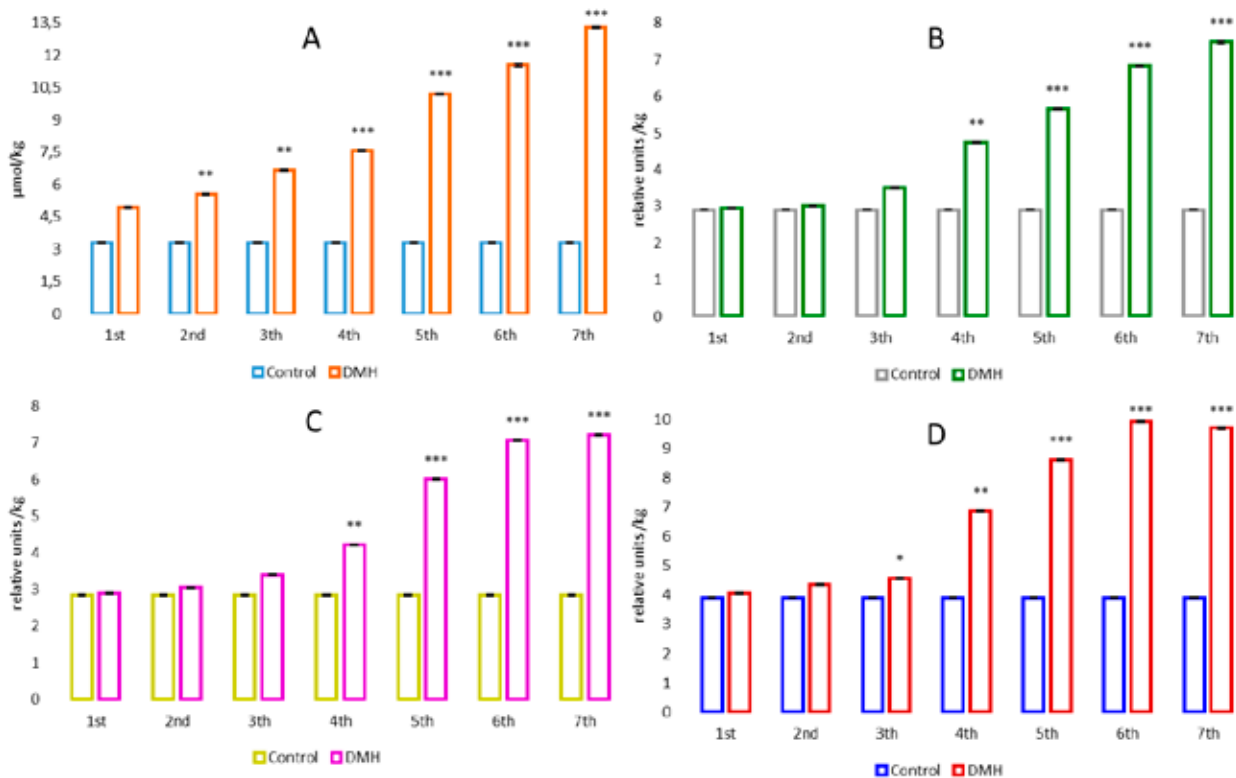 A
µmol/kg
13,5
12
10,5
9
7,5
6
4,5
3
1,5
0
** ** *** *** *** ***
1st 2nd 3th 4th 5th 6th 7th
Control DMH
B
relative units /kg
8
7
6
5
4
3
2
1
0
** *** *** ***
1st 2nd 3th 4th 5th 6th 7th
Control DMH
C
relative units /kg
8
7
6
5
4
3
2
1
0
** *** *** ***
1st 2nd 3th 4th 5th 6th 7th
Control DMH
D
relative units /kg
10
9
8
7
6
5
4
3
2
1
0
* ** *** *** ***
1st 2nd 3th 4th 5th 6th 7th
Control DMH